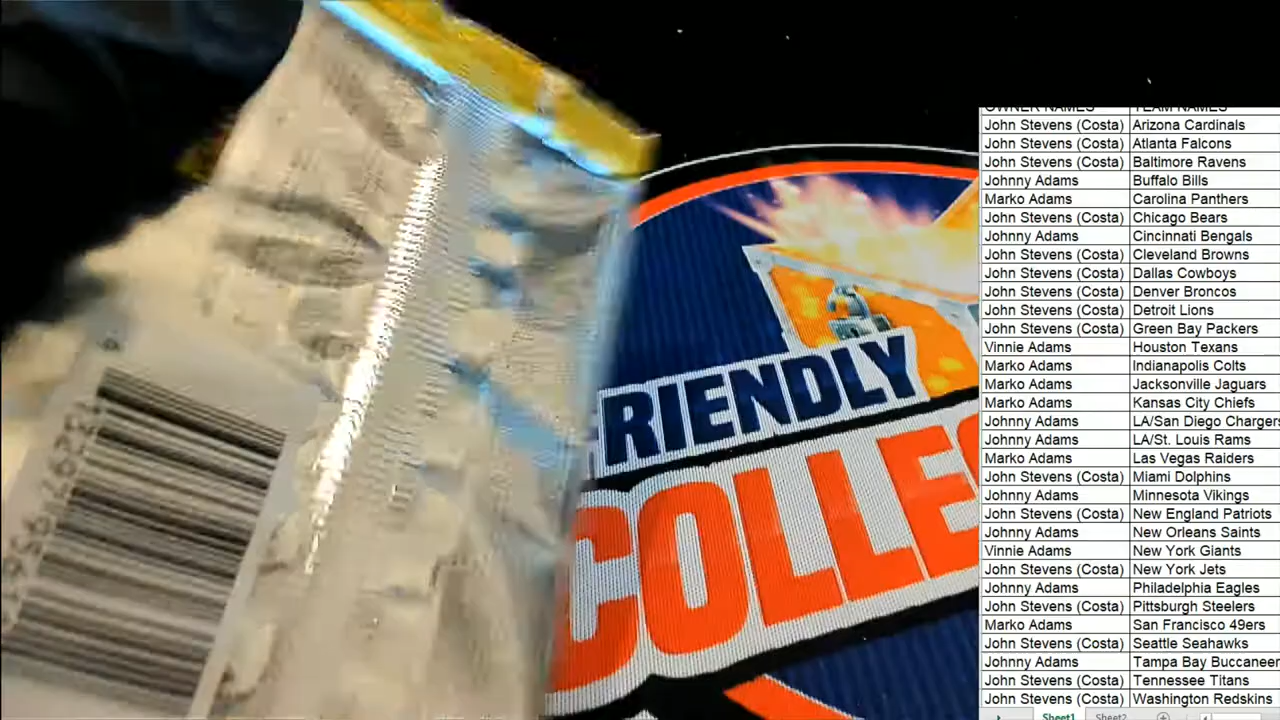 RIENDLY
COLLE
OWNER NAMES TEAM NAMES
John Stevens (Costa) Arizona Cardinals
John Stevens (Costa) Atlanta Falcons
John Stevens (Costa) Baltimore Ravens
Johnny Adams Buffalo Bills
Marko Adams Carolina Panthers
John Stevens (Costa) Chicago Bears
Johnny Adams Cincinnati Bengals
John Stevens (Costa) Cleveland Browns
John Stevens (Costa) Dallas Cowboys
John Stevens (Costa) Denver Broncos
John Stevens (Costa) Detroit Lions
John Stevens (Costa) Green Bay Packers
Vinnie Adams Houston Texans
Marko Adams Indianapolis Colts
Marko Adams Jacksonville Jaguars
Marko Adams Kansas City Chiefs
Johnny Adams LA/San Diego Chargers
Johnny Adams LA/St. Louis Rams
Marko Adams Las Vegas Raiders
John Stevens (Costa) Miami Dolphins
Johnny Adams Minnesota Vikings
John Stevens (Costa) New England Patriots
Johnny Adams New Orleans Saints
Vinnie Adams New York Giants
John Stevens (Costa) New York Jets
Johnny Adams Philadelphia Eagles
John Stevens (Costa) Pittsburgh Steelers
Marko Adams San Francisco 49ers
John Stevens (Costa) Seattle Seahawks
Johnny Adams Tampa Bay Buccaneer
John Stevens (Costa) Tennessee Titans
John Stevens (Costa) Washington Redskins
Sheet1 Sheet2